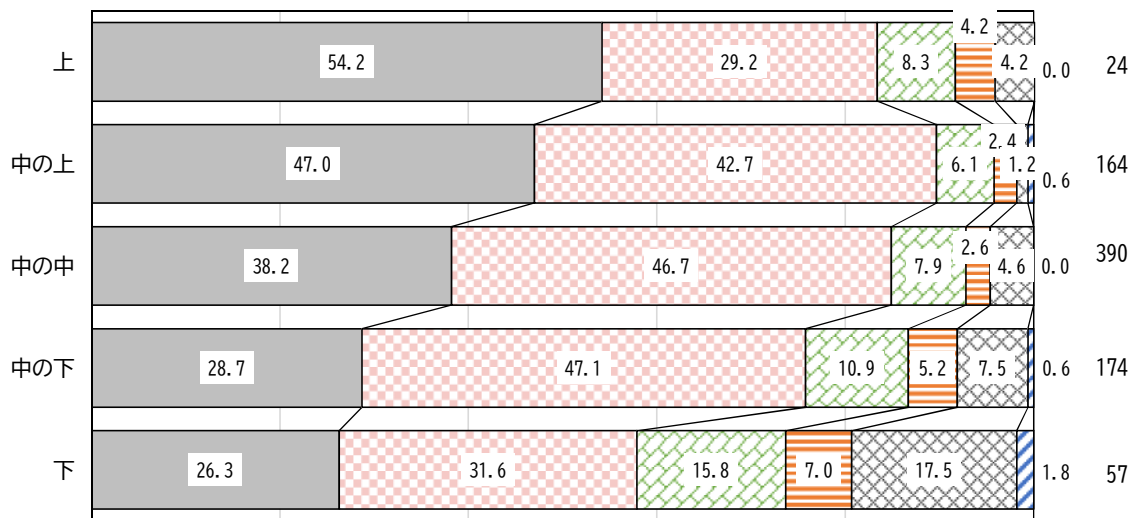 上 54.2 29.2 8.3 4.2 4.2 0.0 24
中の上 47.0 42.7 6.1 2.4 1.2 0.6 164
中の中 38.2 46.7 7.9 2.6 4.6 0.0 390
中の下 28.7 47.1 10.9 5.2 7.5 0.6 174
下 26.3 31.6 15.8 7.0 17.5 1.8 57